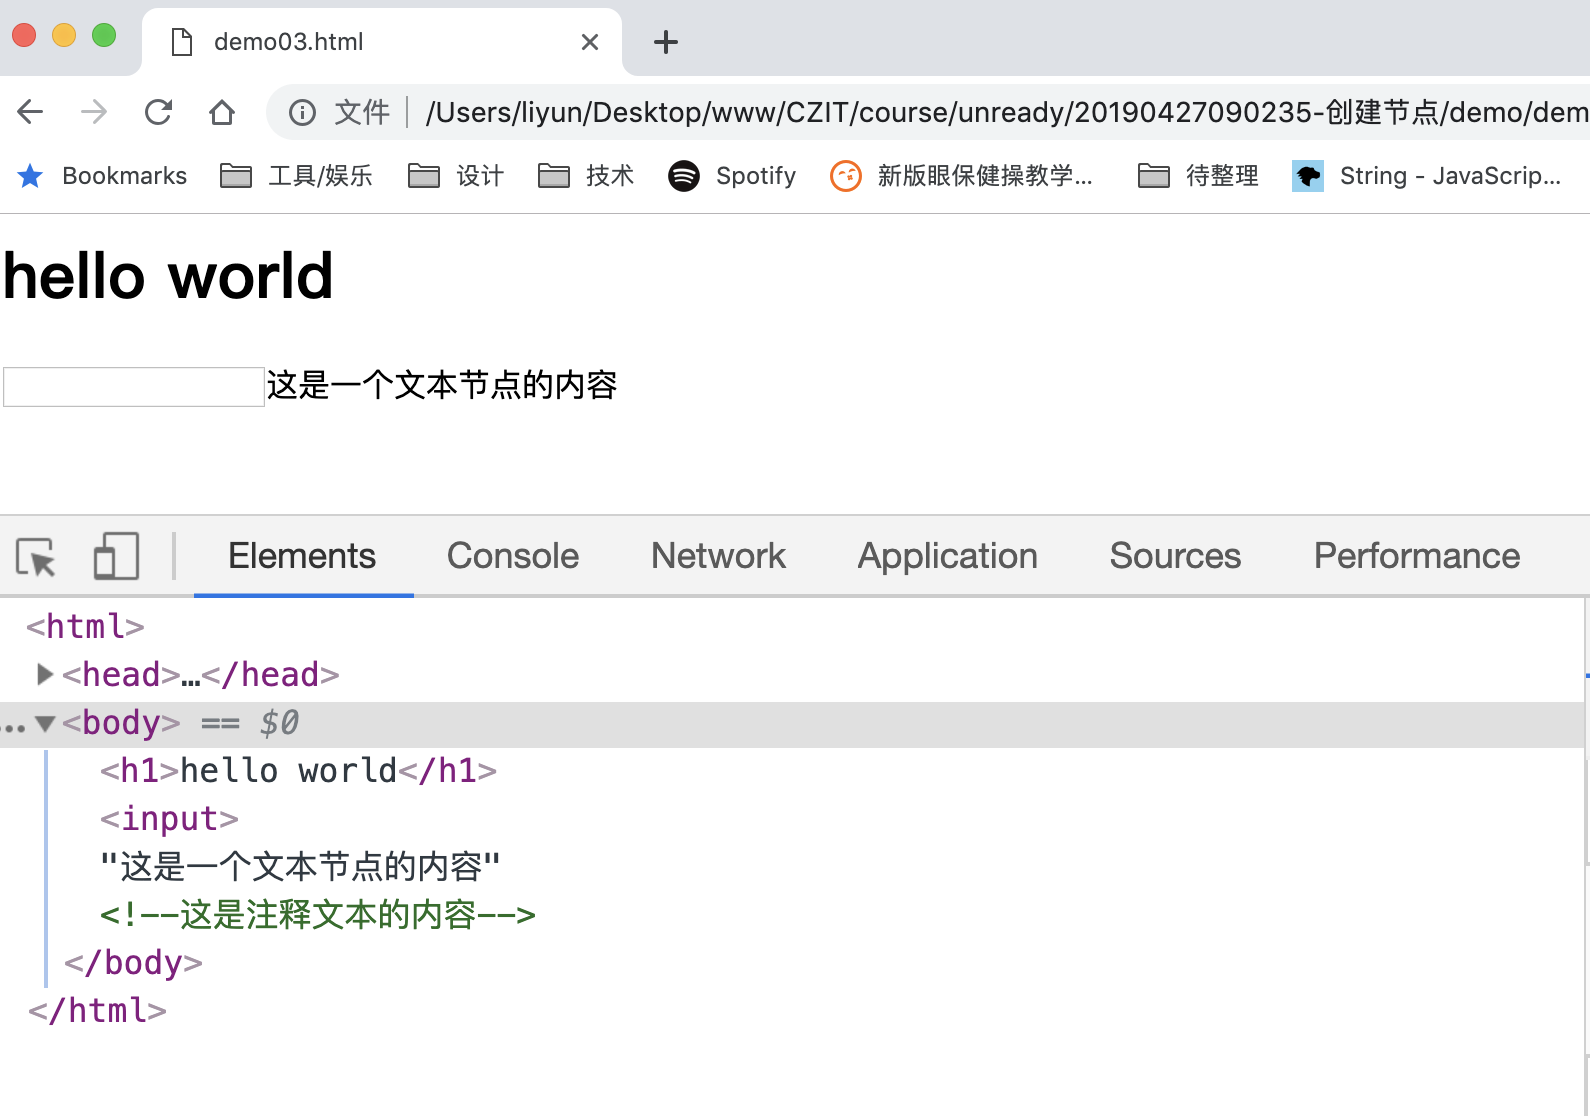 demo03.html
文件 /Users/liyun/Desktop/www/CZIT/course/unready/20190427090235-创建节点/demo/dem
Bookmarks 工具/娱乐 设计 技术 Spotify 新版眼保健操教学... 待整理 String - JavaScrip...
hello world
这是一个文本节点的内容
Elements Console Network Application Sources Performance
<html>
<head>…</head>
<body> == $0
<h1>hello world</h1>
<input>
"这是一个文本节点的内容"
<!--这是注释文本的内容-->
</body>
</html>